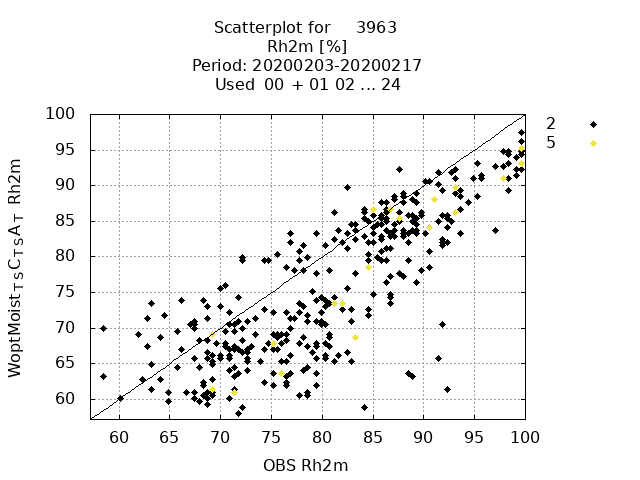 Scatterplot for 3963
Rh2m [%]
Period: 20200203-20200217
Used 00 + 01 02 ... 24
100
95
90
85
80
75
70
65
60
60 65 70 75 80 85 90 95 100
WoptMoistTSCTSAT Rh2m
OBS Rh2m
2
5